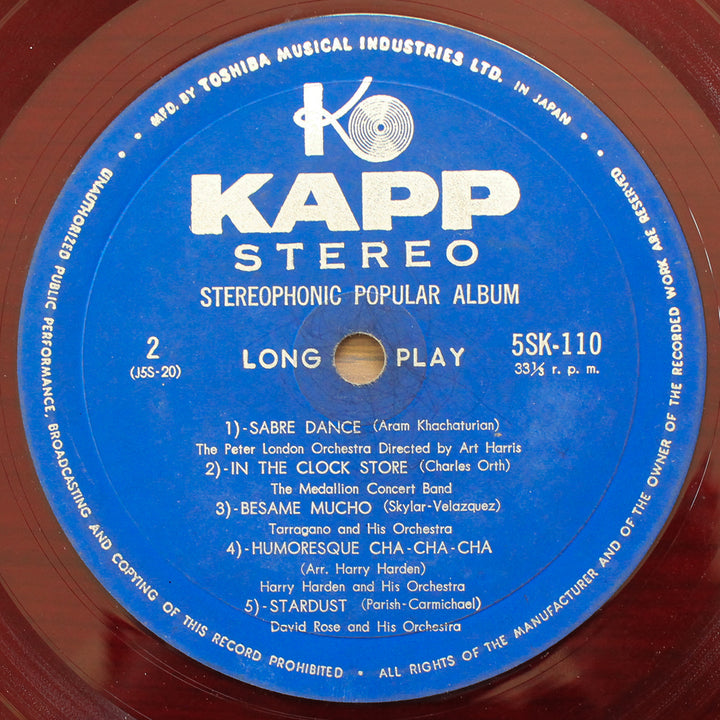 MFD. BY TOSHIBA MUSICAL INDUSTRIES LTD. IN JAPAN
KAPP
STEREO
STEREOPHONIC POPULAR ALBUM
2
(J5S-20)
LONG PLAY
5SK-110
33⅓ r. p. m.
1)-SABRE DANCE (Aram Khachaturian)
The Peter London Orchestra Directed by Art Harris
2)-IN THE CLOCK STORE (Charles Orth)
The Medallion Concert Band
3)-BESAME MUCHO (Skylar-Velazquez)
Tarragano and His Orchestra
4)-HUMORESQUE CHA-CHA-CHA
(Arr. Harry Harden)
Harry Harden and His Orchestra
5)-STARDUST (Parish-Carmichael)
David Rose and His Orchestra
UNAUTHORIZED PUBLIC PERFORMANCE, BROADCASTING AND COPYING OF THIS RECORD PROHIBITED • ALL RIGHTS OF THE MANUFACTURER AND OF THE OWNER OF THE RECORDED WORK ARE RESERVED